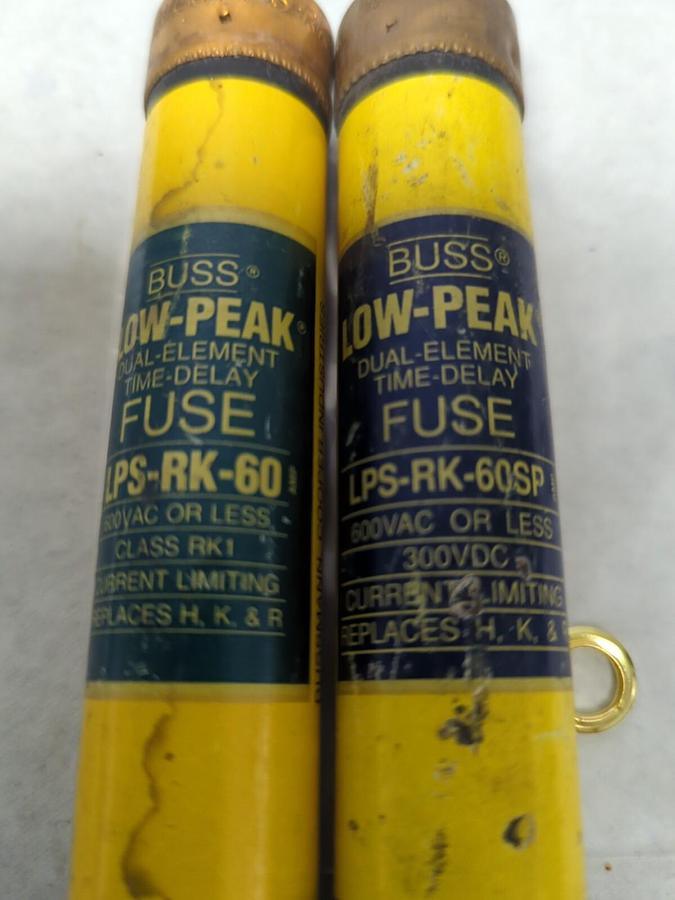 BUSS®
LOW-PEAK®
DUAL-ELEMENT
TIME-DELAY
FUSE
LPS-RK-60 AMP
600VAC OR LESS
CLASS RK1
CURRENT LIMITING
REPLACES H, K, & R
BUSS®
LOW-PEAK
DUAL-ELEMENT
TIME-DELAY
FUSE
LPS-RK-60SP
600VAC OR LESS
300VDC
CURRENT LIMITING
REPLACES H, K, & R